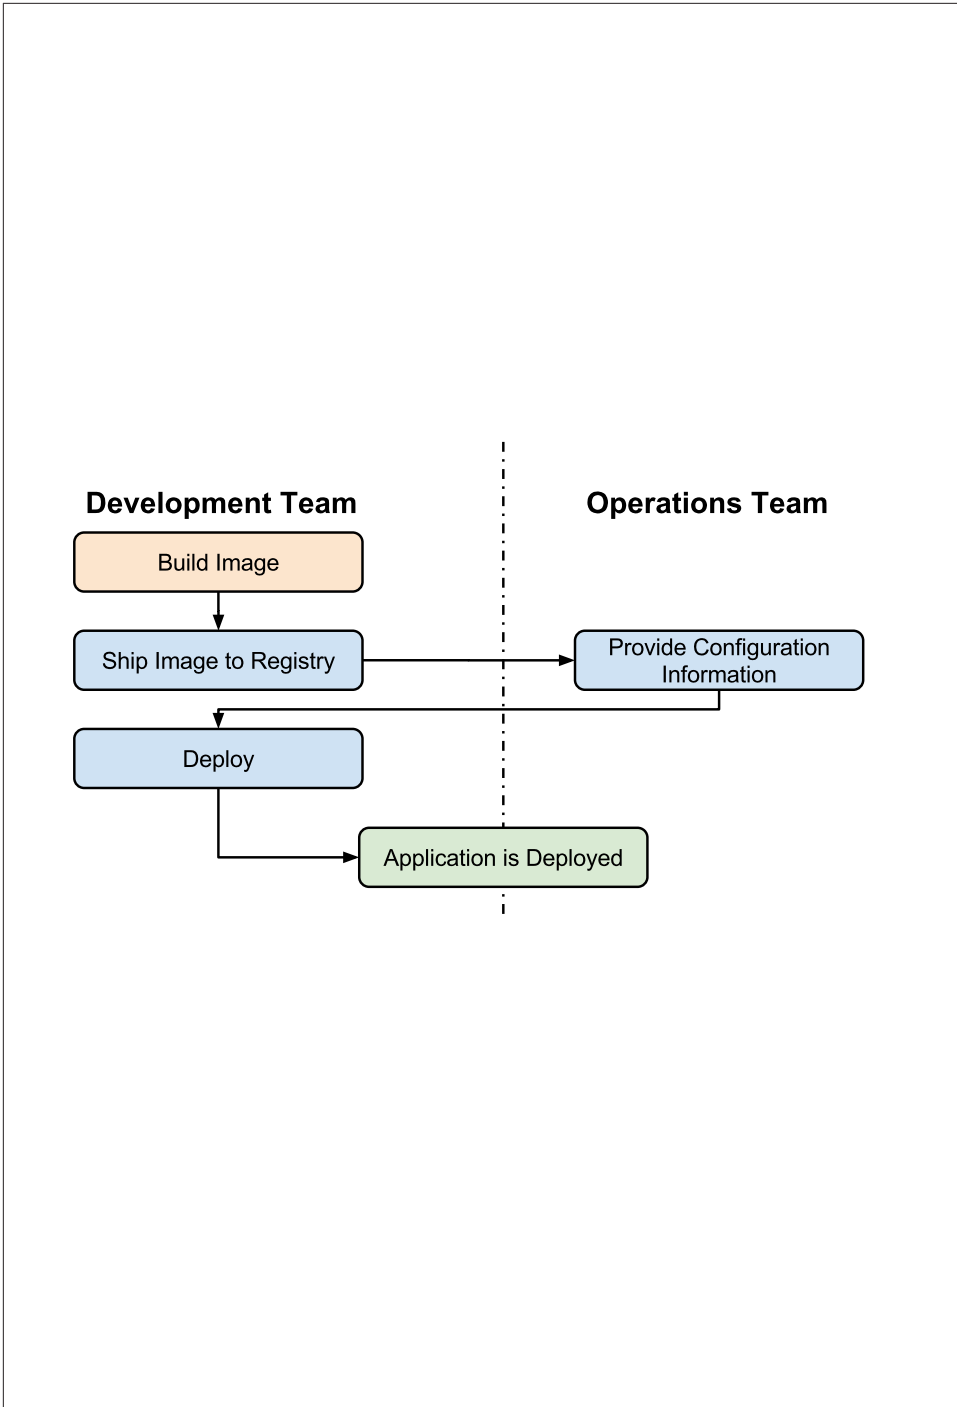 Development Team
Operations Team
Build Image
Ship Image to Registry
Provide Configuration
Information
Deploy
Application is Deployed